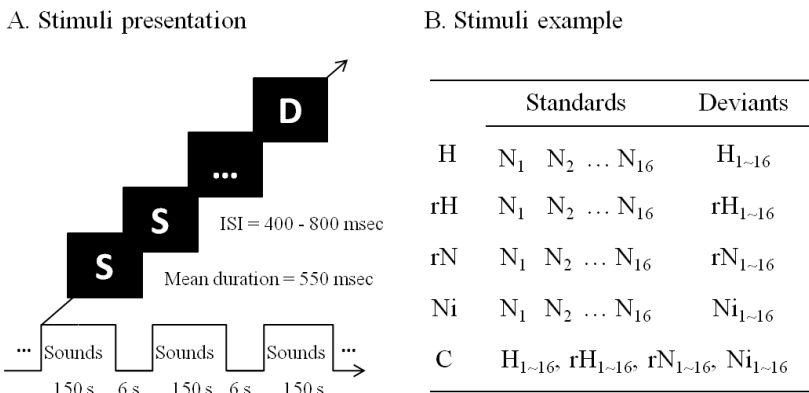 A. Stimuli presentation
D
...
S
ISI = 400 - 800 msec
S
Mean duration = 550 msec
... Sounds Sounds Sounds ...
150 s 6 s 150 s 6 s 150 s
B. Stimuli example
Standards Deviants
H N1 N2 ... N16 H1~16
rH N1 N2 ... N16 rH1~16
rN N1 N2 ... N16 rN1~16
Ni N1 N2 ... N16 Ni1~16
C H1~16, rH1~16, rN1~16, Ni1~16